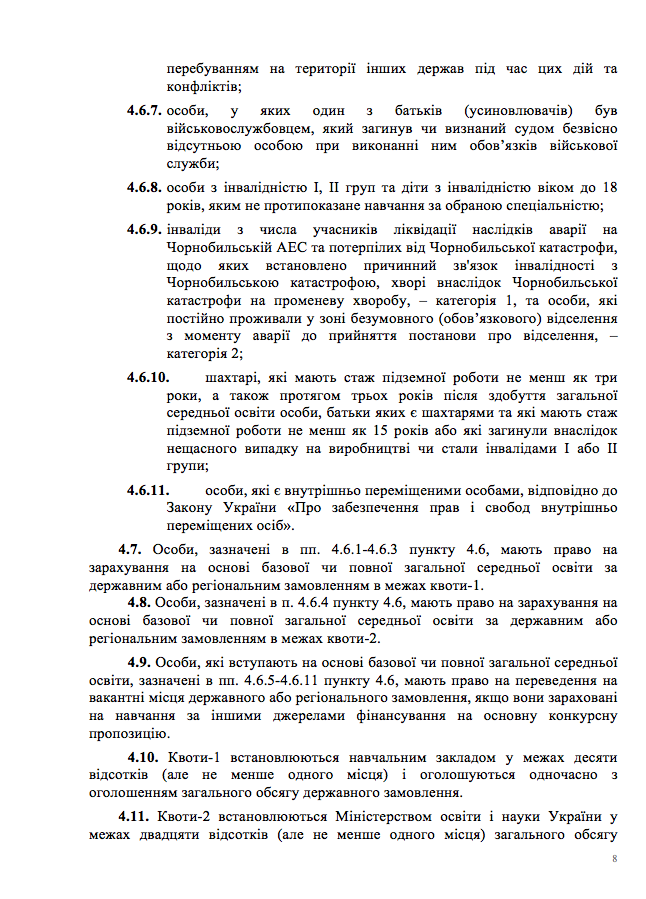 перебуванням на території інших держав під час цих дій та
конфліктів;
4.6.7. особи, у яких один з батьків (усиновлювачів) був
військовослужбовцем, який загинув чи визнаний судом безвісно
відсутньою особою при виконанні ним обов’язків військової
служби;
4.6.8. особи з інвалідністю I, II груп та діти з інвалідністю віком до 18
років, яким не протипоказане навчання за обраною спеціальністю;
4.6.9. інваліди з числа учасників ліквідації наслідків аварії на
Чорнобильській АЕС та потерпілих від Чорнобильської катастрофи,
щодо яких встановлено причинний зв'язок інвалідності з
Чорнобильською катастрофою, хворі внаслідок Чорнобильської
катастрофи на променеву хворобу, – категорія 1, та особи, які
постійно проживали у зоні безумовного (обов’язкового) відселення
з моменту аварії до прийняття постанови про відселення, –
категорія 2;
4.6.10. шахтарі, які мають стаж підземної роботи не менш як три
роки, а також протягом трьох років після здобуття загальної
середньої освіти особи, батьки яких є шахтарями та які мають стаж
підземної роботи не менш як 15 років або які загинули внаслідок
нещасного випадку на виробництві чи стали інвалідами I або II
групи;
4.6.11. особи, які є внутрішньо переміщеними особами, відповідно до
Закону України «Про забезпечення прав і свобод внутрішньо
переміщених осіб».
4.7. Особи, зазначені в пп. 4.6.1-4.6.3 пункту 4.6, мають право на
зарахування на основі базової чи повної загальної середньої освіти за
державним або регіональним замовленням в межах квоти-1.
4.8. Особи, зазначені в п. 4.6.4 пункту 4.6, мають право на зарахування на
основі базової чи повної загальної середньої освіти за державним або
регіональним замовленням в межах квоти-2.
4.9. Особи, які вступають на основі базової чи повної загальної середньої
освіти, зазначені в пп. 4.6.5-4.6.11 пункту 4.6, мають право на переведення на
вакантні місця державного або регіонального замовлення, якщо вони зараховані
на навчання за іншими джерелами фінансування на основну конкурсну
пропозицію.
4.10. Квоти-1 встановлюються навчальним закладом у межах десяти
відсотків (але не менше одного місця) і оголошуються одночасно з
оголошенням загального обсягу державного замовлення.
4.11. Квоти-2 встановлюються Міністерством освіти і науки України у
межах двадцяти відсотків (але не менше одного місця) загального обсягу
8